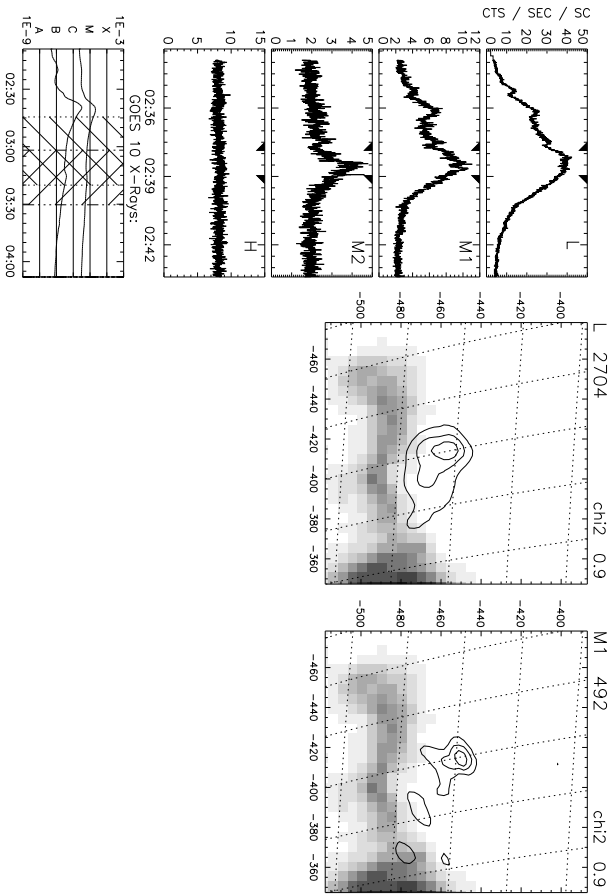 CTS / SEC / SC
0 10 20 30 40 50
L
0 2 4 6 8 10 12
M1
0 1 2 3 4 5
M2
0 5 10 15
H
02:36 02:39 02:42
GOES 10 X-Rays:
1E-3
X
M
C
B
A
1E-9
02:30 03:00 03:30 04:00
L 2704 chi2 0.9
-400
-420
-440
-460
-480
-500
-460 -440 -420 -400 -380 -360
M1 492 chi2 0.9
-400
-420
-440
-460
-480
-500
-460 -440 -420 -400 -380 -360